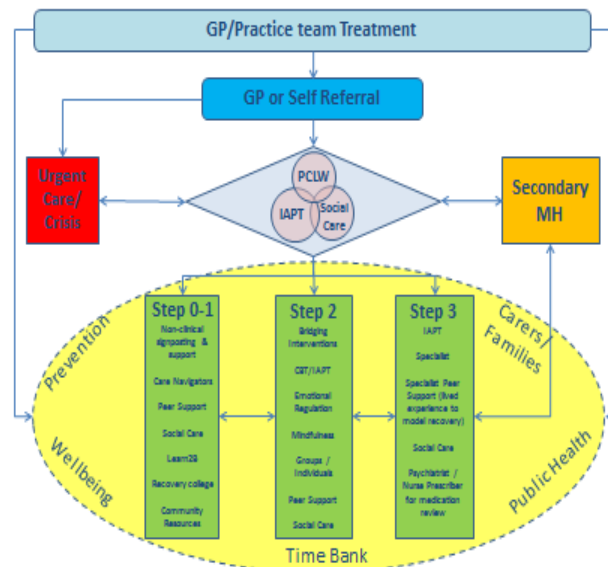 GP/Practice team Treatment
GP or Self Referral
Urgent
Care/
Crisis
PCLW
IAPT
Social
Care
Secondary
MH
Prevention
Wellbeing
Carers/
Families
Public Health
Time Bank
Step 0-1
Non-clinical
signposting &
support
Care Navigators
Peer Support
Social Care
Learn2B
Recovery college
Community
Resources
Step 2
Bridging
Interventions
CBT/IAPT
Emotional
Regulation
Mindfulness
Groups /
Individuals
Peer Support
Social Care
Step 3
IAPT
Specialist
Specialist Peer
Support (lived
experience to
model recovery)
Social Care
Psychiatrist /
Nurse Prescriber
for medication
review